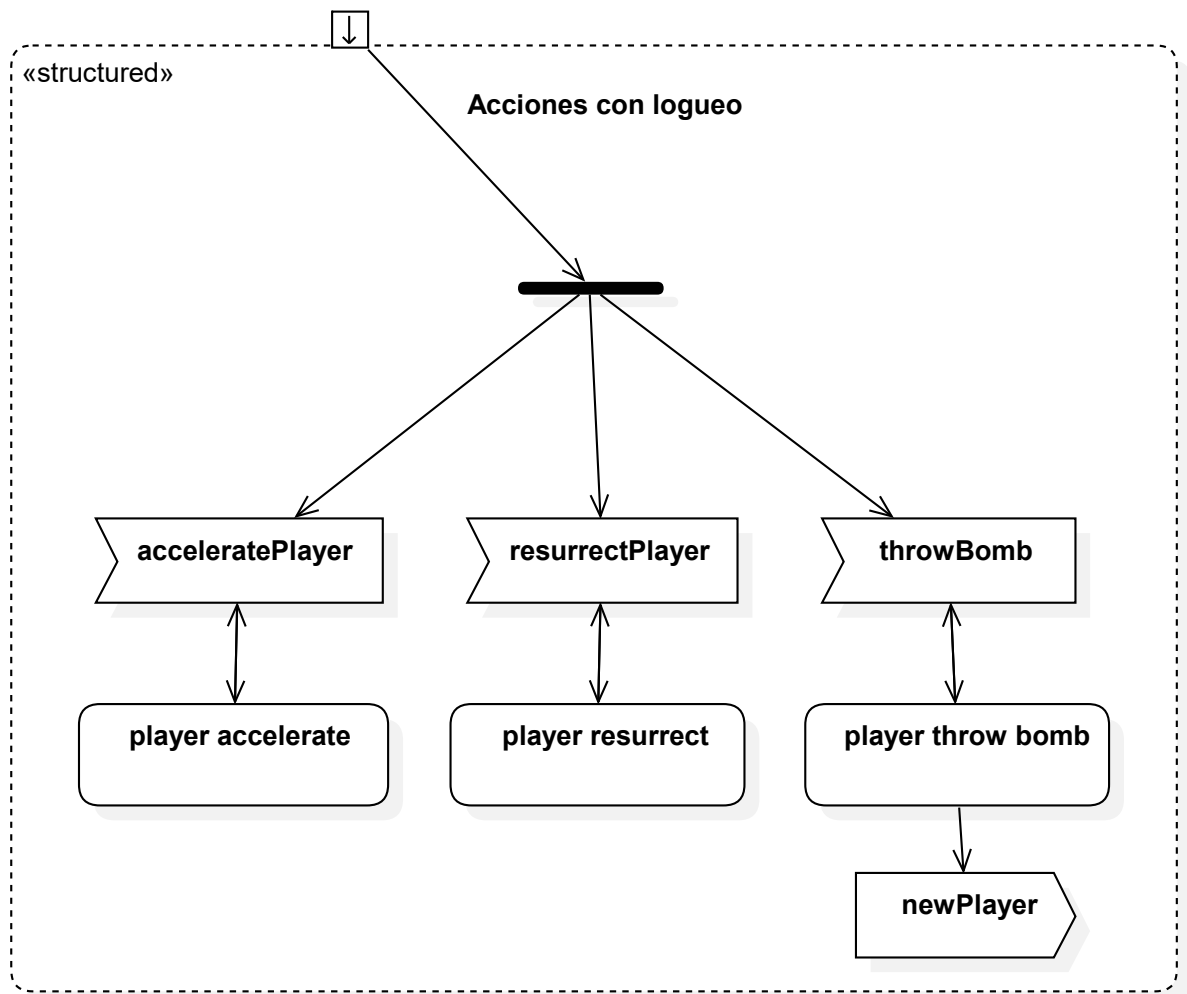 «structured»
Acciones con logueo
acceleratePlayer
resurrectPlayer
throwBomb
player accelerate
player resurrect
player throw bomb
newPlayer